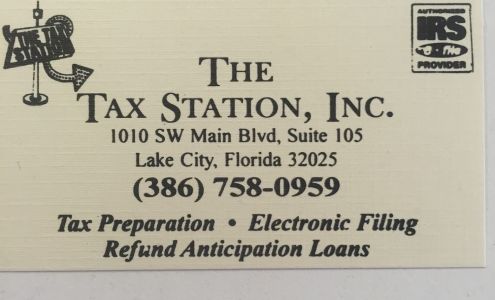 THE TAX
STATION
AUTHORIZED
IRS
e-file
PROVIDER
THE
TAX STATION, INC.
1010 SW Main Blvd, Suite 105
Lake City, Florida 32025
(386) 758-0959
Tax Preparation • Electronic Filing
Refund Anticipation Loans